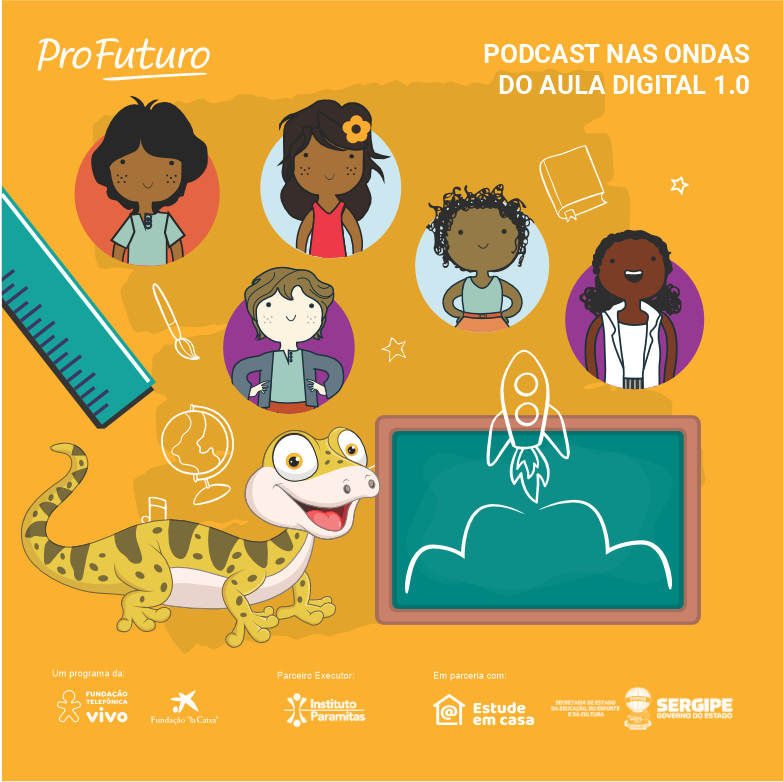 ProFuturo
PODCAST NAS ONDAS
DO AULA DIGITAL 1.0
Um programa da:
FUNDAÇÃO
TELEFÔNICA
vivo
Fundação "la Caixa"
Parceiro Executor:
Instituto
Paramitas
Em parceria com:
@
Estude
em casa
SECRETARIA DE ESTADO
DA EDUCAÇÃO, DO ESPORTE
E DA CULTURA
SERGIPE
GOVERNO DO ESTADO